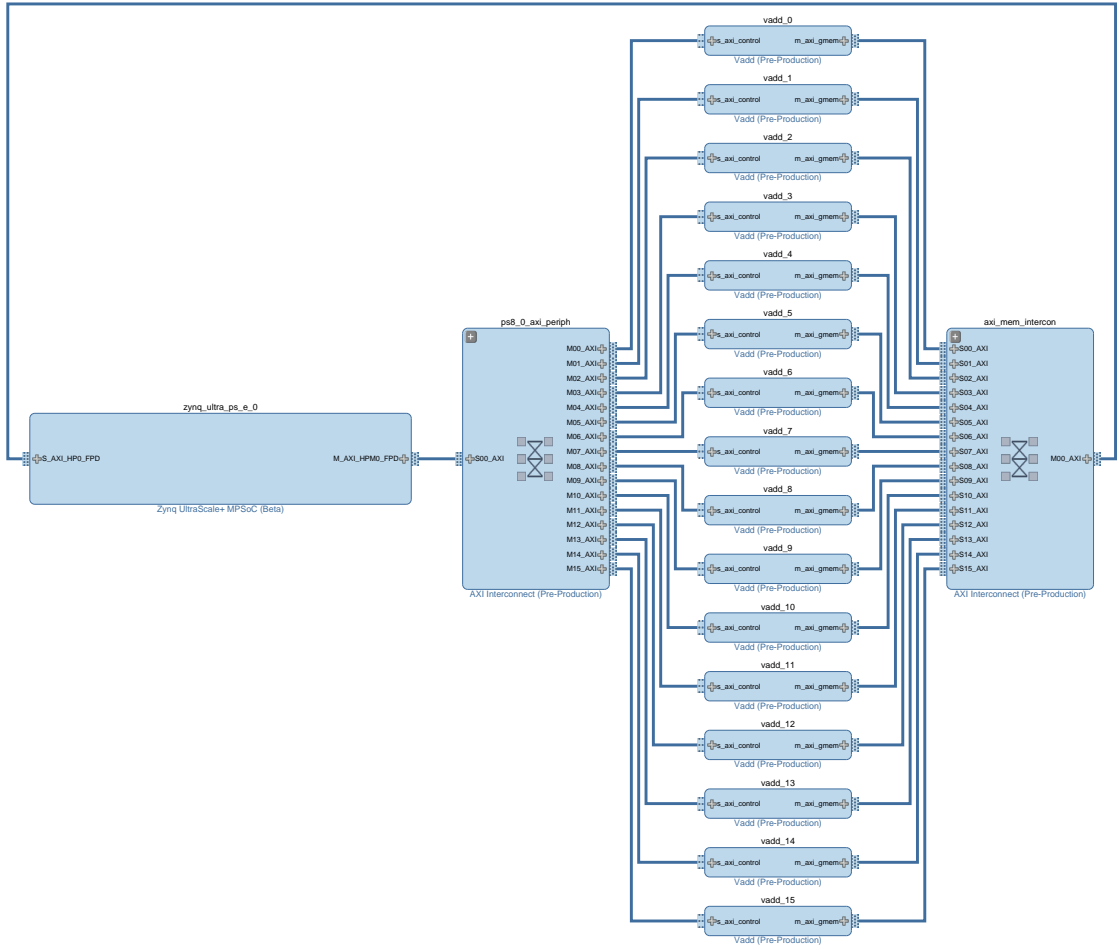 vadd_0
s_axi_control m_axi_gmem
Vadd (Pre-Production)
vadd_1
s_axi_control m_axi_gmem
Vadd (Pre-Production)
vadd_2
s_axi_control m_axi_gmem
Vadd (Pre-Production)
vadd_3
s_axi_control m_axi_gmem
Vadd (Pre-Production)
vadd_4
s_axi_control m_axi_gmem
Vadd (Pre-Production)
vadd_5
s_axi_control m_axi_gmem
Vadd (Pre-Production)
vadd_6
s_axi_control m_axi_gmem
Vadd (Pre-Production)
vadd_7
s_axi_control m_axi_gmem
Vadd (Pre-Production)
vadd_8
s_axi_control m_axi_gmem
Vadd (Pre-Production)
vadd_9
s_axi_control m_axi_gmem
Vadd (Pre-Production)
vadd_10
s_axi_control m_axi_gmem
Vadd (Pre-Production)
vadd_11
s_axi_control m_axi_gmem
Vadd (Pre-Production)
vadd_12
s_axi_control m_axi_gmem
Vadd (Pre-Production)
vadd_13
s_axi_control m_axi_gmem
Vadd (Pre-Production)
vadd_14
s_axi_control m_axi_gmem
Vadd (Pre-Production)
vadd_15
s_axi_control m_axi_gmem
Vadd (Pre-Production)
zynq_ultra_ps_e_0
S_AXI_HP0_FPD M_AXI_HPM0_FPD
Zynq UltraScale+ MPSoC (Beta)
ps8_0_axi_periph
S00_AXI
M00_AXI
M01_AXI
M02_AXI
M03_AXI
M04_AXI
M05_AXI
M06_AXI
M07_AXI
M08_AXI
M09_AXI
M10_AXI
M11_AXI
M12_AXI
M13_AXI
M14_AXI
M15_AXI
AXI Interconnect (Pre-Production)
axi_mem_intercon
S00_AXI
S01_AXI
S02_AXI
S03_AXI
S04_AXI
S05_AXI
S06_AXI
S07_AXI
S08_AXI
S09_AXI
S10_AXI
S11_AXI
S12_AXI
S13_AXI
S14_AXI
S15_AXI
M00_AXI
AXI Interconnect (Pre-Production)